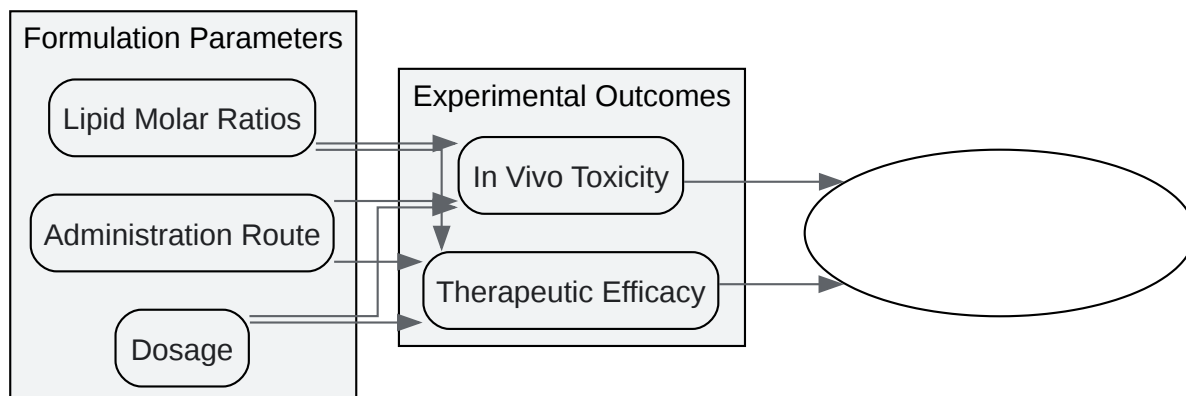 Formulation Parameters
Lipid Molar Ratios
Administration Route
Dosage
Experimental Outcomes
In Vivo Toxicity
Therapeutic Efficacy